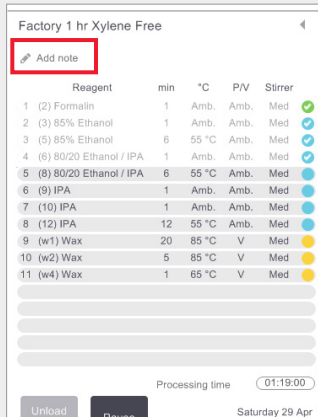 Factory 1 hr Xylene Free
Add note
Reagent min °C P/V Stirrer
1 (2) Formalin 1 Amb. Amb. Med
2 (3) 85% Ethanol 1 Amb. Amb. Med
3 (5) 85% Ethanol 6 55 °C Amb. Med
4 (6) 80/20 Ethanol / IPA 1 Amb. Amb. Med
5 (8) 80/20 Ethanol / IPA 6 55 °C Amb. Med
6 (9) IPA 1 Amb. Amb. Med
7 (10) IPA 1 Amb. Amb. Med
8 (12) IPA 12 55 °C Amb. Med
9 (w1) Wax 20 85 °C V Med
10 (w2) Wax 5 85 °C V Med
11 (w4) Wax 1 65 °C V Med
Processing time 01:19:00
Unload Pause Saturday 29 Apr